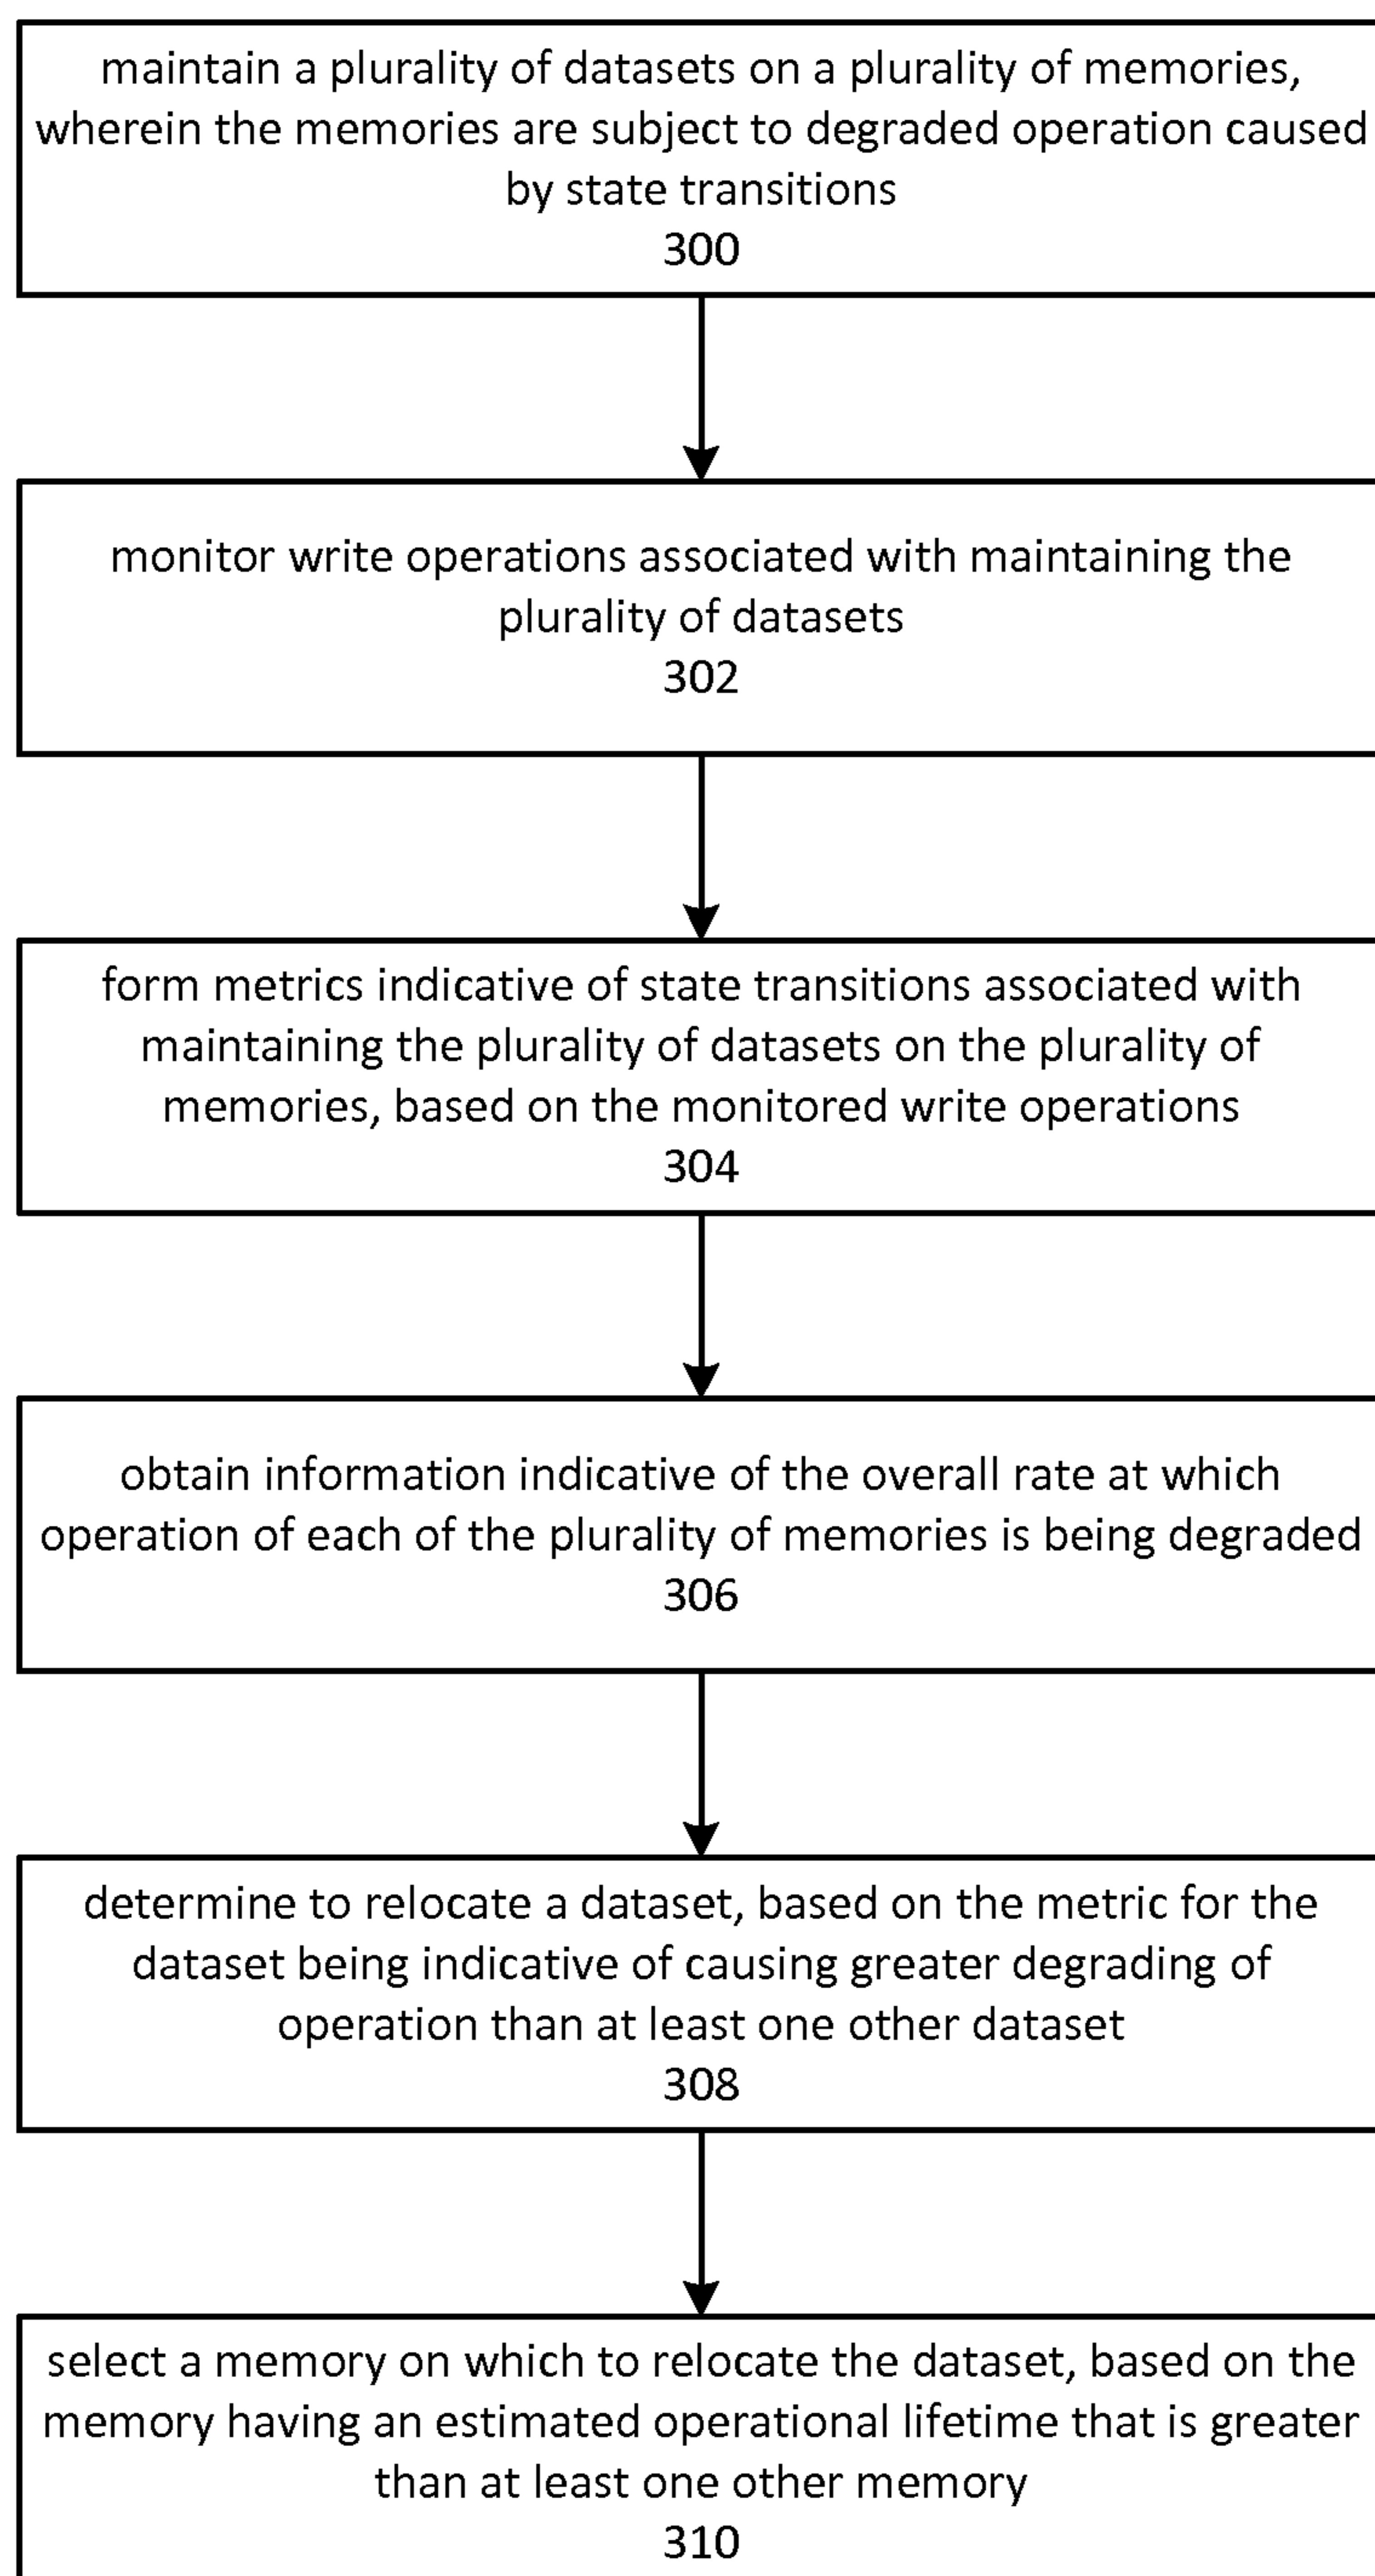 maintain a plurality of datasets on a plurality of memories,
wherein the memories are subject to degraded operation caused
by state transitions
300
monitor write operations associated with maintaining the
plurality of datasets
302
form metrics indicative of state transitions associated with
maintaining the plurality of datasets on the plurality of
memories, based on the monitored write operations
304
obtain information indicative of the overall rate at which
operation of each of the plurality of memories is being degraded
306
determine to relocate a dataset, based on the metric for the
dataset being indicative of causing greater degrading of
operation than at least one other dataset
308
select a memory on which to relocate the dataset, based on the
memory having an estimated operational lifetime that is greater
than at least one other memory
310